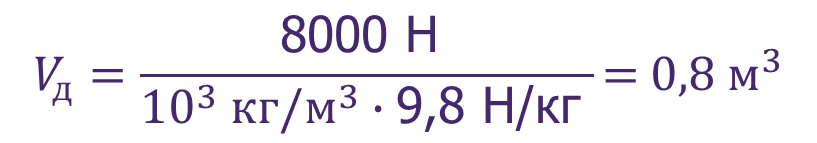 V_д = 8000 Н / (10³ кг/м³ · 9,8 Н/кг) = 0,8 м³